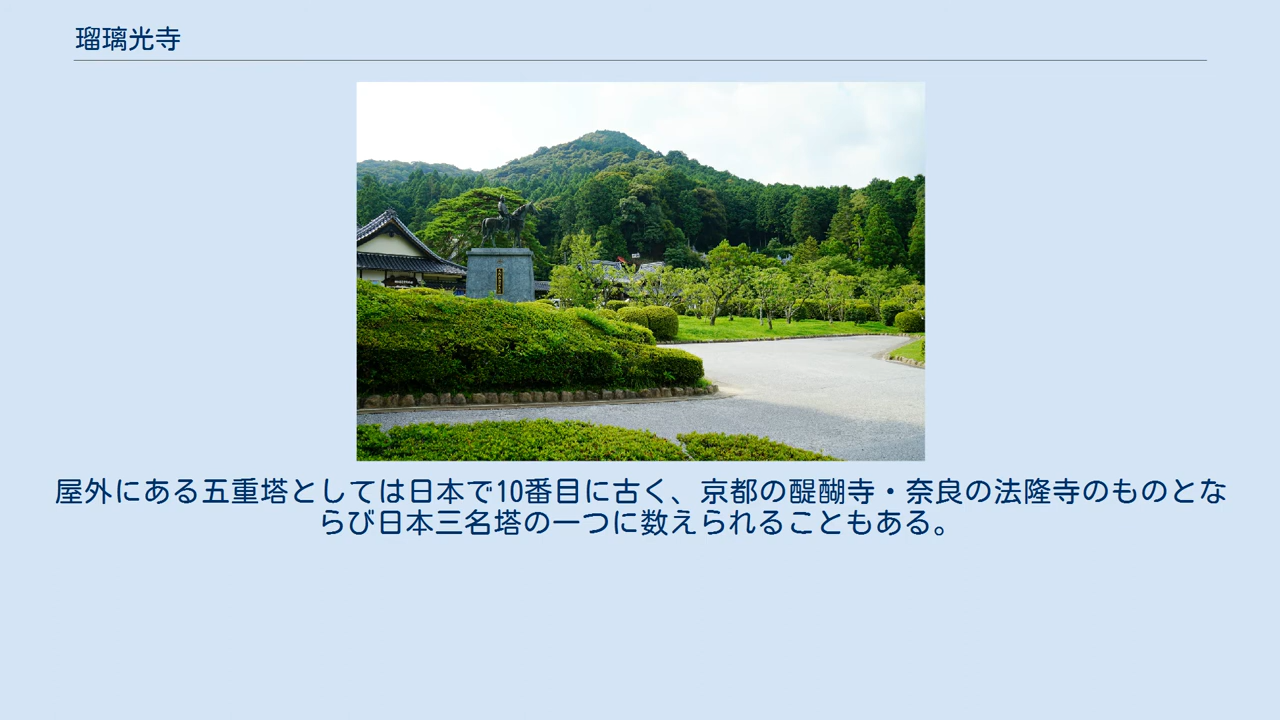 瑠璃光寺
屋外にある五重塔としては日本で10番目に古く、京都の醍醐寺・奈良の法隆寺のものとな
らび日本三名塔の一つに数えられることもある。